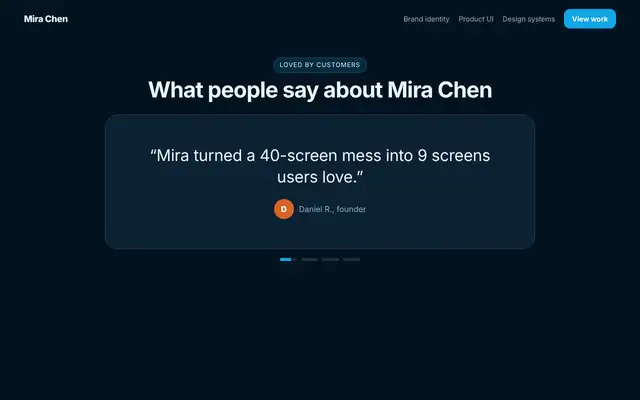 Mira Chen
Brand identity
Product UI
Design systems
View work
LOVED BY CUSTOMERS
What people say about Mira Chen
“Mira turned a 40-screen mess into 9 screens
users love.”
D
Daniel R., founder